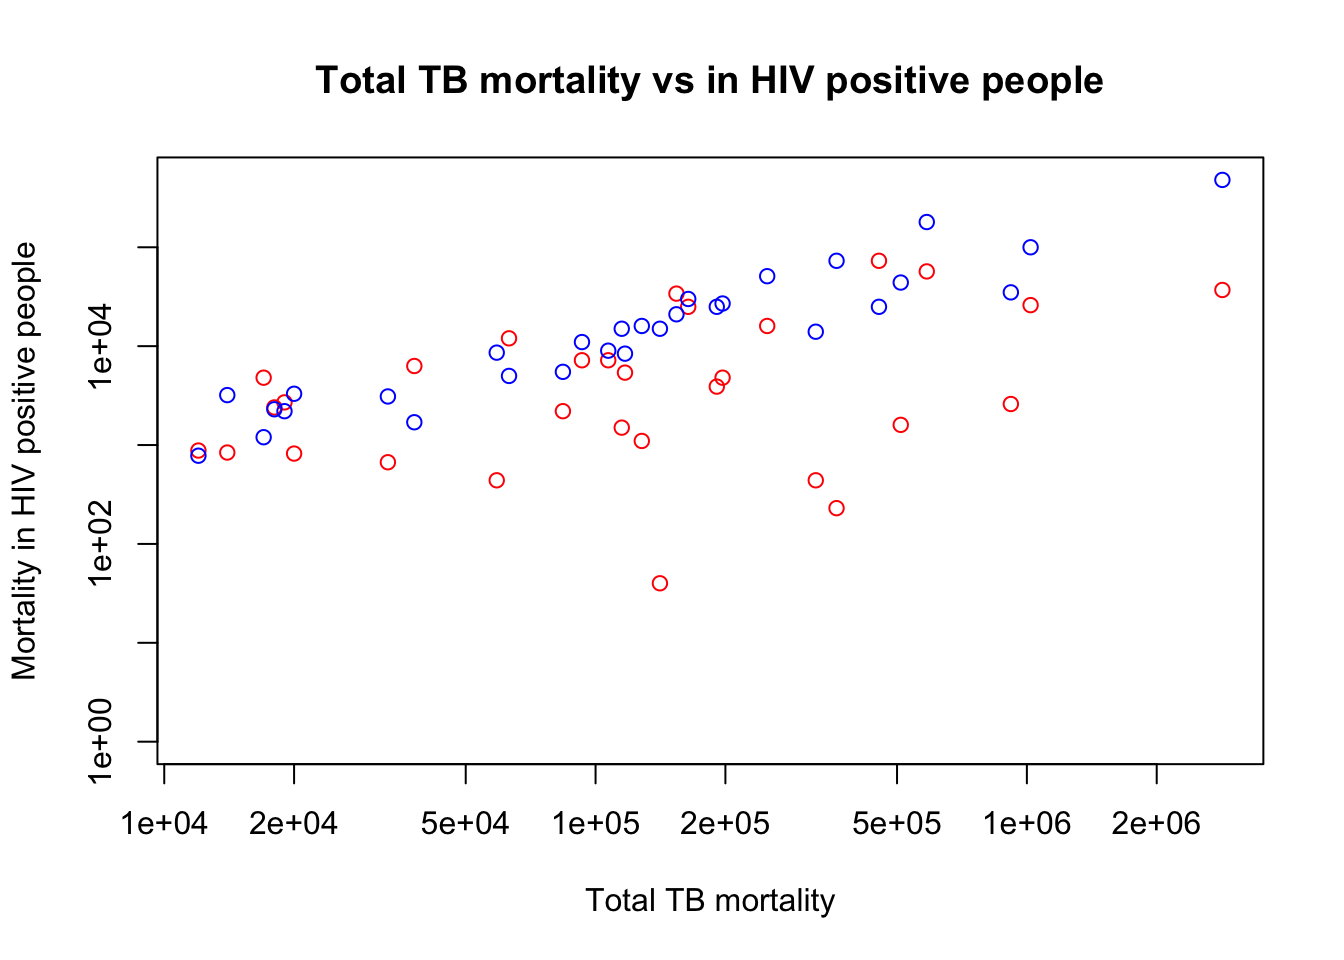 Total TB mortality vs in HIV positive people
Mortality in HIV positive people
1e+04
1e+02
1e+00
1e+04 2e+04 5e+04 1e+05 2e+05 5e+05 1e+06 2e+06
Total TB mortality